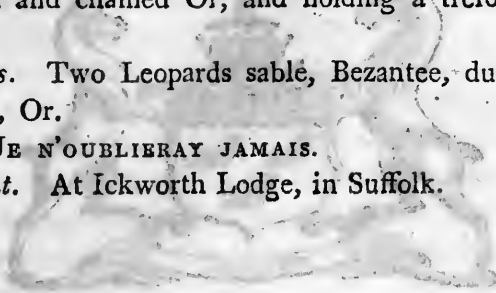 and chained Or, and holding a
s. Two Leopards sable, Bezantee, du
, Or.
JE N'OUBLIERAY JAMAIS.
t. At Ickworth Lodge, in Suffolk.